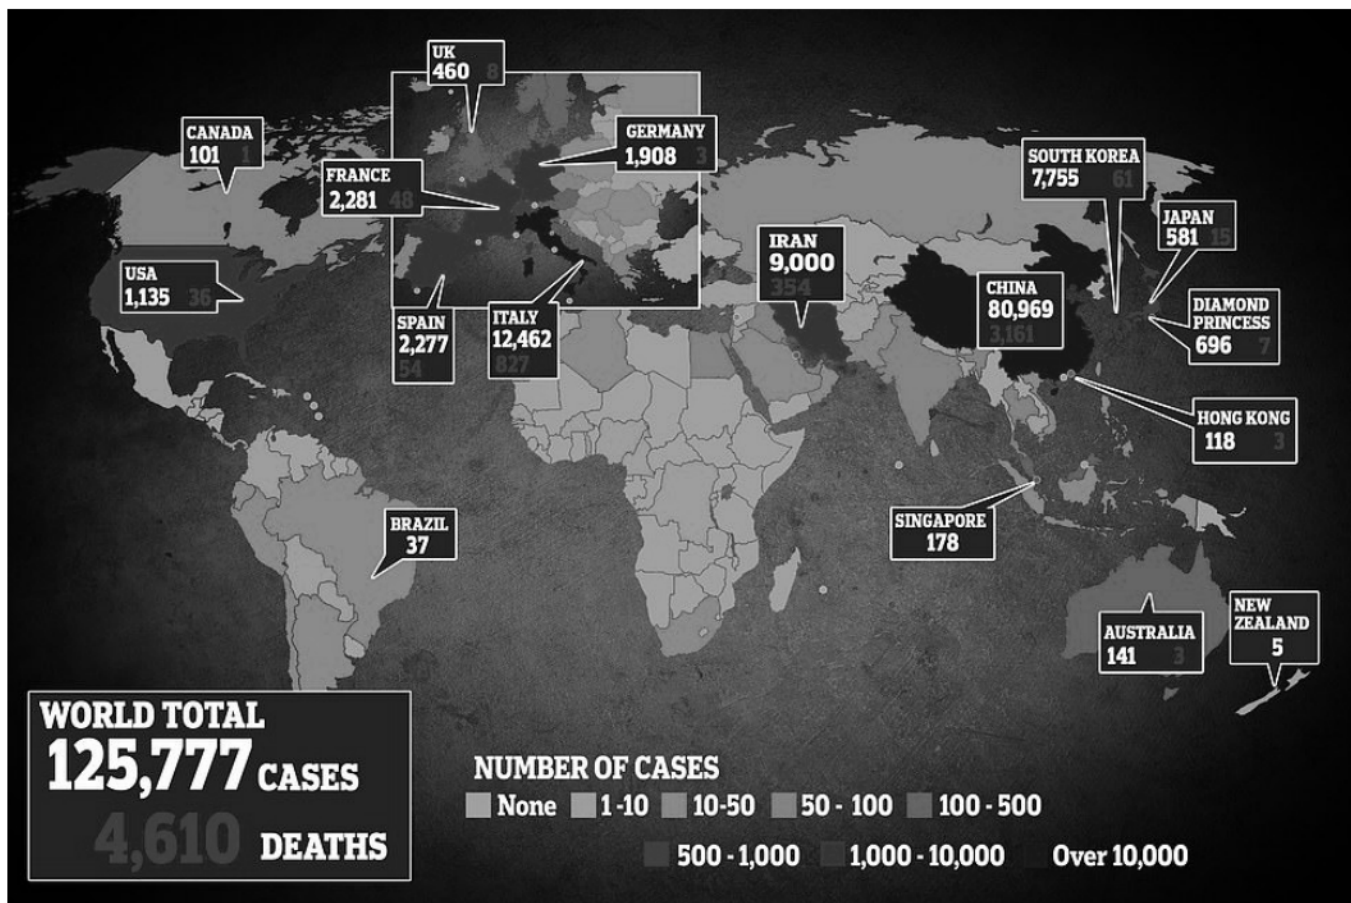 UK
460 8
CANADA
101 1
GERMANY
1,908 3
FRANCE
2,281 48
SOUTH KOREA
7,755 61
JAPAN
581 15
USA
1,135 36
IRAN
9,000
354
CHINA
80,969
3,161
SPAIN
2,277
54
ITALY
12,462
827
DIAMOND
PRINCESS
696 7
HONG KONG
118 3
BRAZIL
37
SINGAPORE
178
AUSTRALIA
141 3
NEW
ZEALAND
5
WORLD TOTAL
125,777 CASES
4,610 DEATHS
NUMBER OF CASES
None 1-10 10-50 50 - 100 100 - 500
500 - 1,000 1,000 - 10,000 Over 10,000